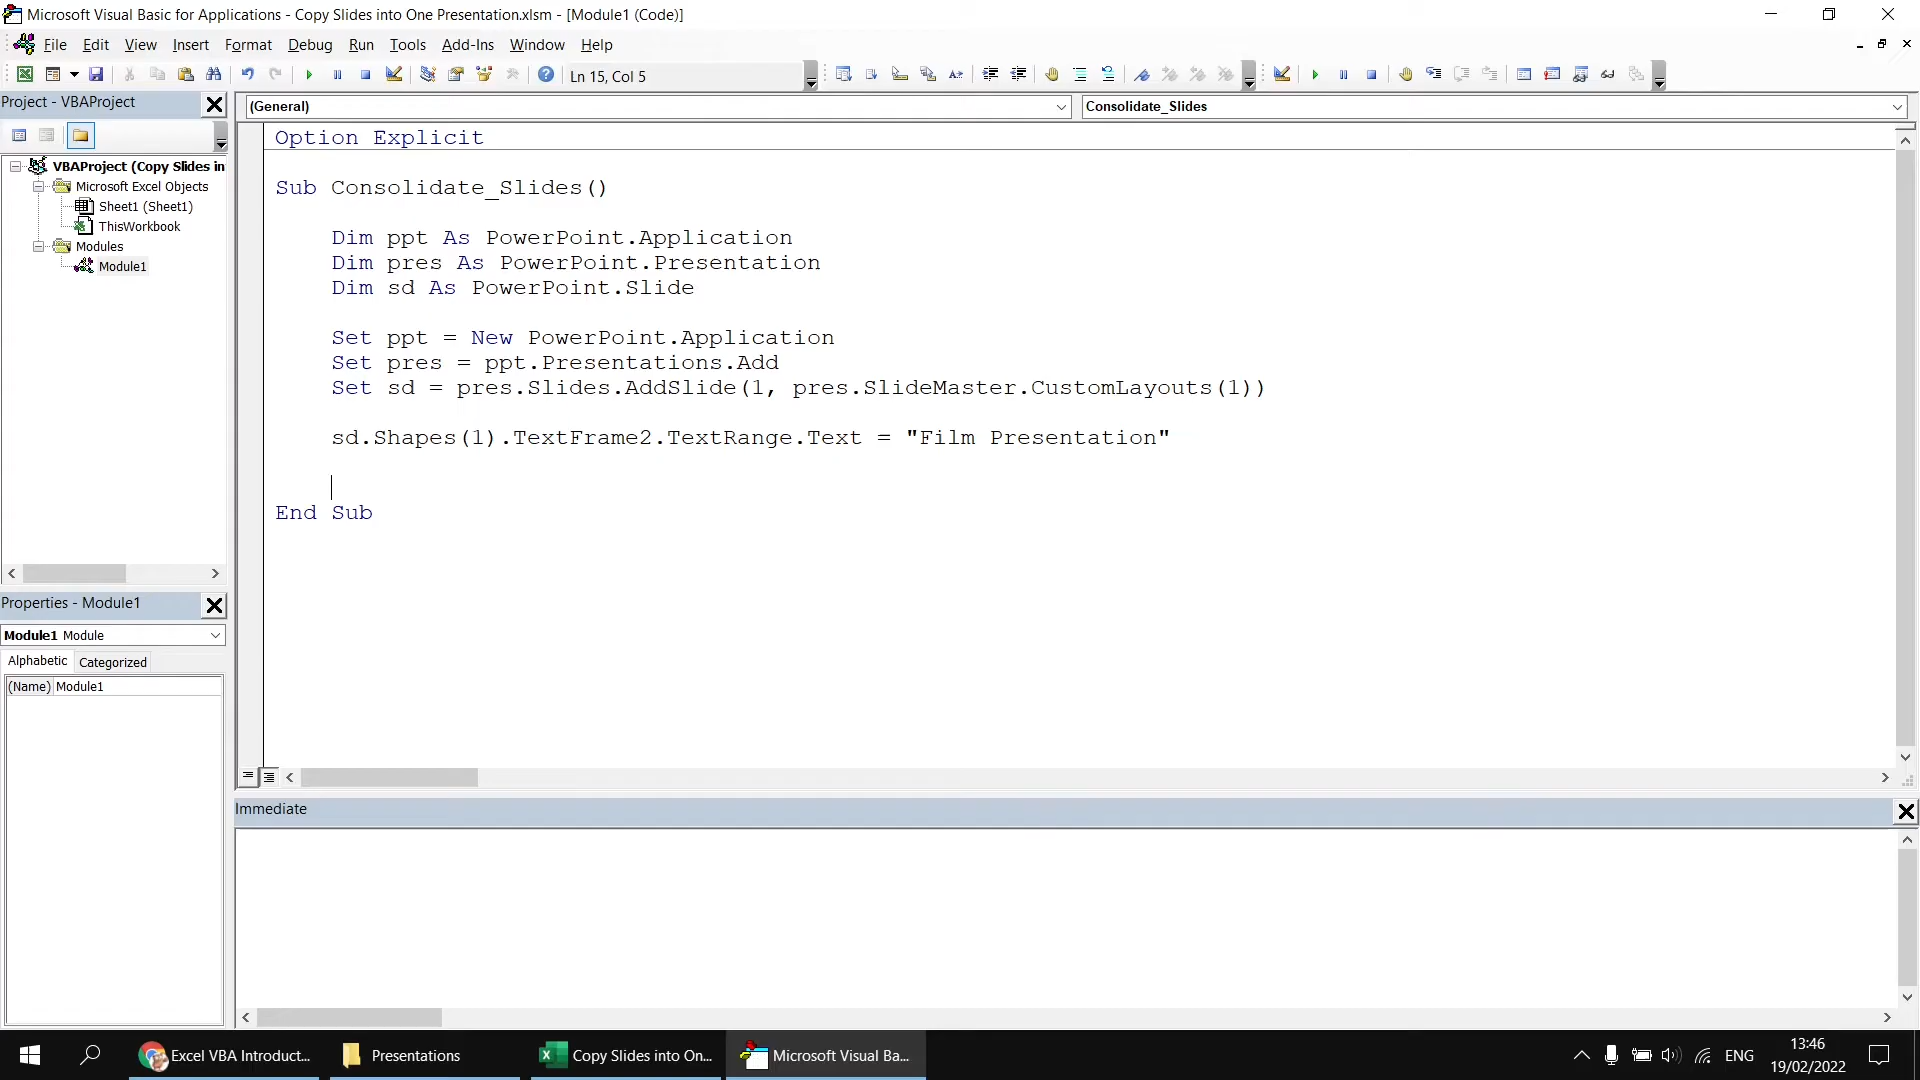 Microsoft Visual Basic for Applications - Copy Slides into One Presentation.xlsm - [Module1 (Code)]
File Edit View Insert Format Debug Run Tools Add-Ins Window Help
Ln 15, Col 5
Project - VBAProject
(General)
Consolidate_Slides
VBAProject (Copy Slides in
Microsoft Excel Objects
Sheet1 (Sheet1)
ThisWorkbook
Modules
Module1
Option Explicit
Sub Consolidate_Slides()
Dim ppt As PowerPoint.Application
Dim pres As PowerPoint.Presentation
Dim sd As PowerPoint.Slide
Set ppt = New PowerPoint.Application
Set pres = ppt.Presentations.Add
Set sd = pres.Slides.AddSlide(1, pres.SlideMaster.CustomLayouts(1))
sd.Shapes(1).TextFrame2.TextRange.Text = "Film Presentation"
End Sub
Properties - Module1
Module1 Module
Alphabetic Categorized
(Name) Module1
Immediate
Excel VBA Introduct...
Presentations
Copy Slides into On...
Microsoft Visual Ba...
ENG
13:46
19/02/2022